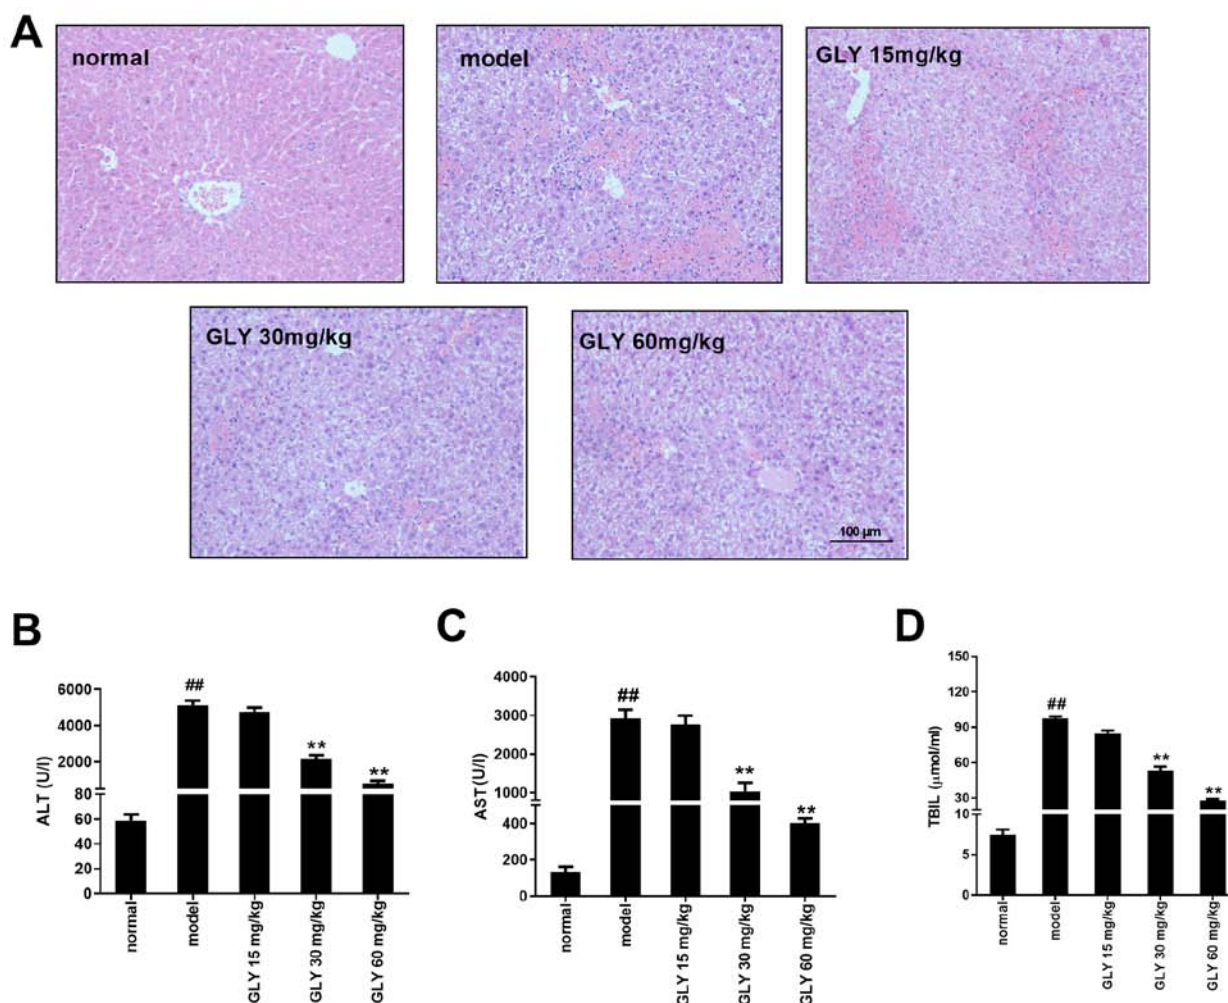 A
normal
model
GLY 15mg/kg
GLY 30mg/kg
GLY 60mg/kg
100 µm
B
ALT (U/l)
6000
4000
2000
80
60
40
20
0
##
**
**
normal
model
GLY 15 mg/kg
GLY 30 mg/kg
GLY 60 mg/kg
C
AST (U/l)
4000
3000
2000
1000
400
200
0
##
**
**
normal
model
GLY 15 mg/kg
GLY 30 mg/kg
GLY 60 mg/kg
D
TBIL (µmol/ml)
150
120
90
60
30
10
5
0
##
**
**
normal
model
GLY 15 mg/kg
GLY 30 mg/kg
GLY 60 mg/kg